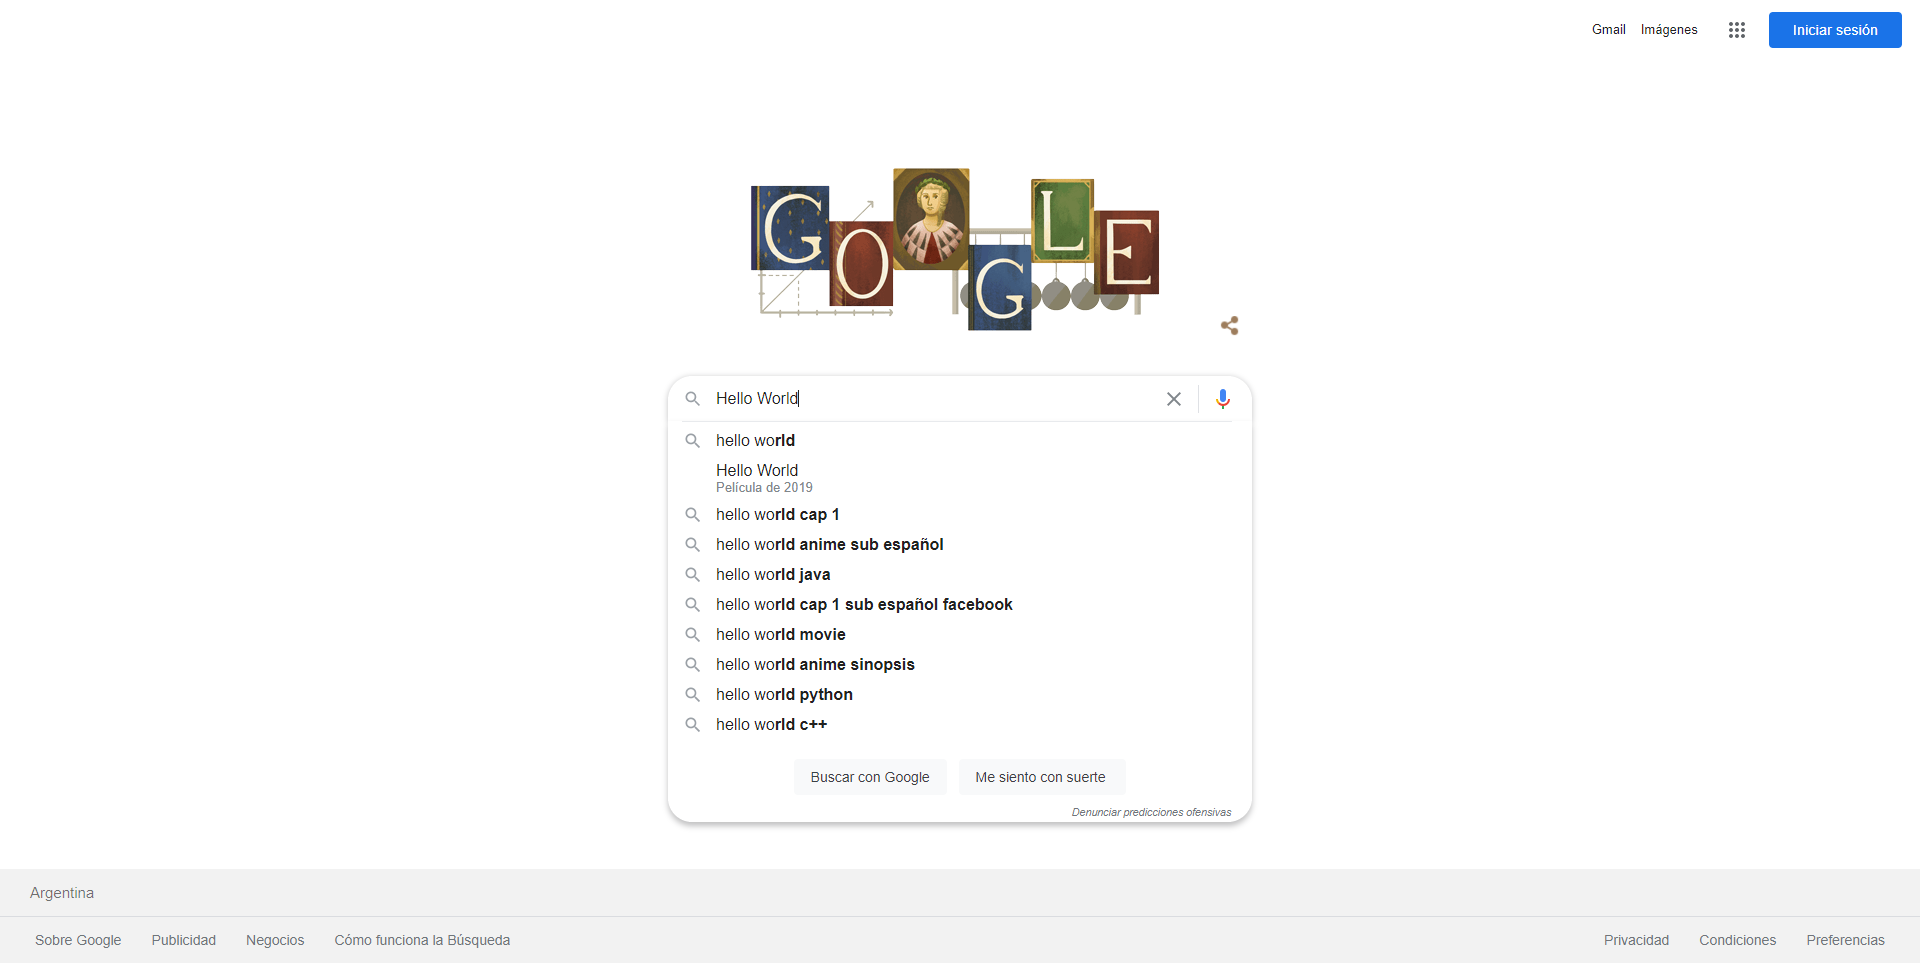 Gmail Imágenes Iniciar sesión
GOGLE
Hello World
hello world
Hello World
Película de 2019
hello world cap 1
hello world anime sub español
hello world java
hello world cap 1 sub español facebook
hello world movie
hello world anime sinopsis
hello world python
hello world c++
Buscar con Google Me siento con suerte
Denunciar predicciones ofensivas
Argentina
Sobre Google Publicidad Negocios Cómo funciona la Búsqueda Privacidad Condiciones Preferencias